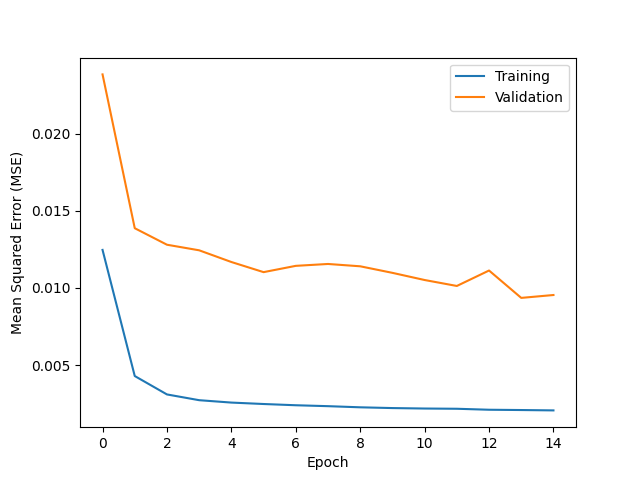 Training
Validation
0.020
0.015
0.010
0.005
Mean Squared Error (MSE)
0 2 4 6 8 10 12 14
Epoch